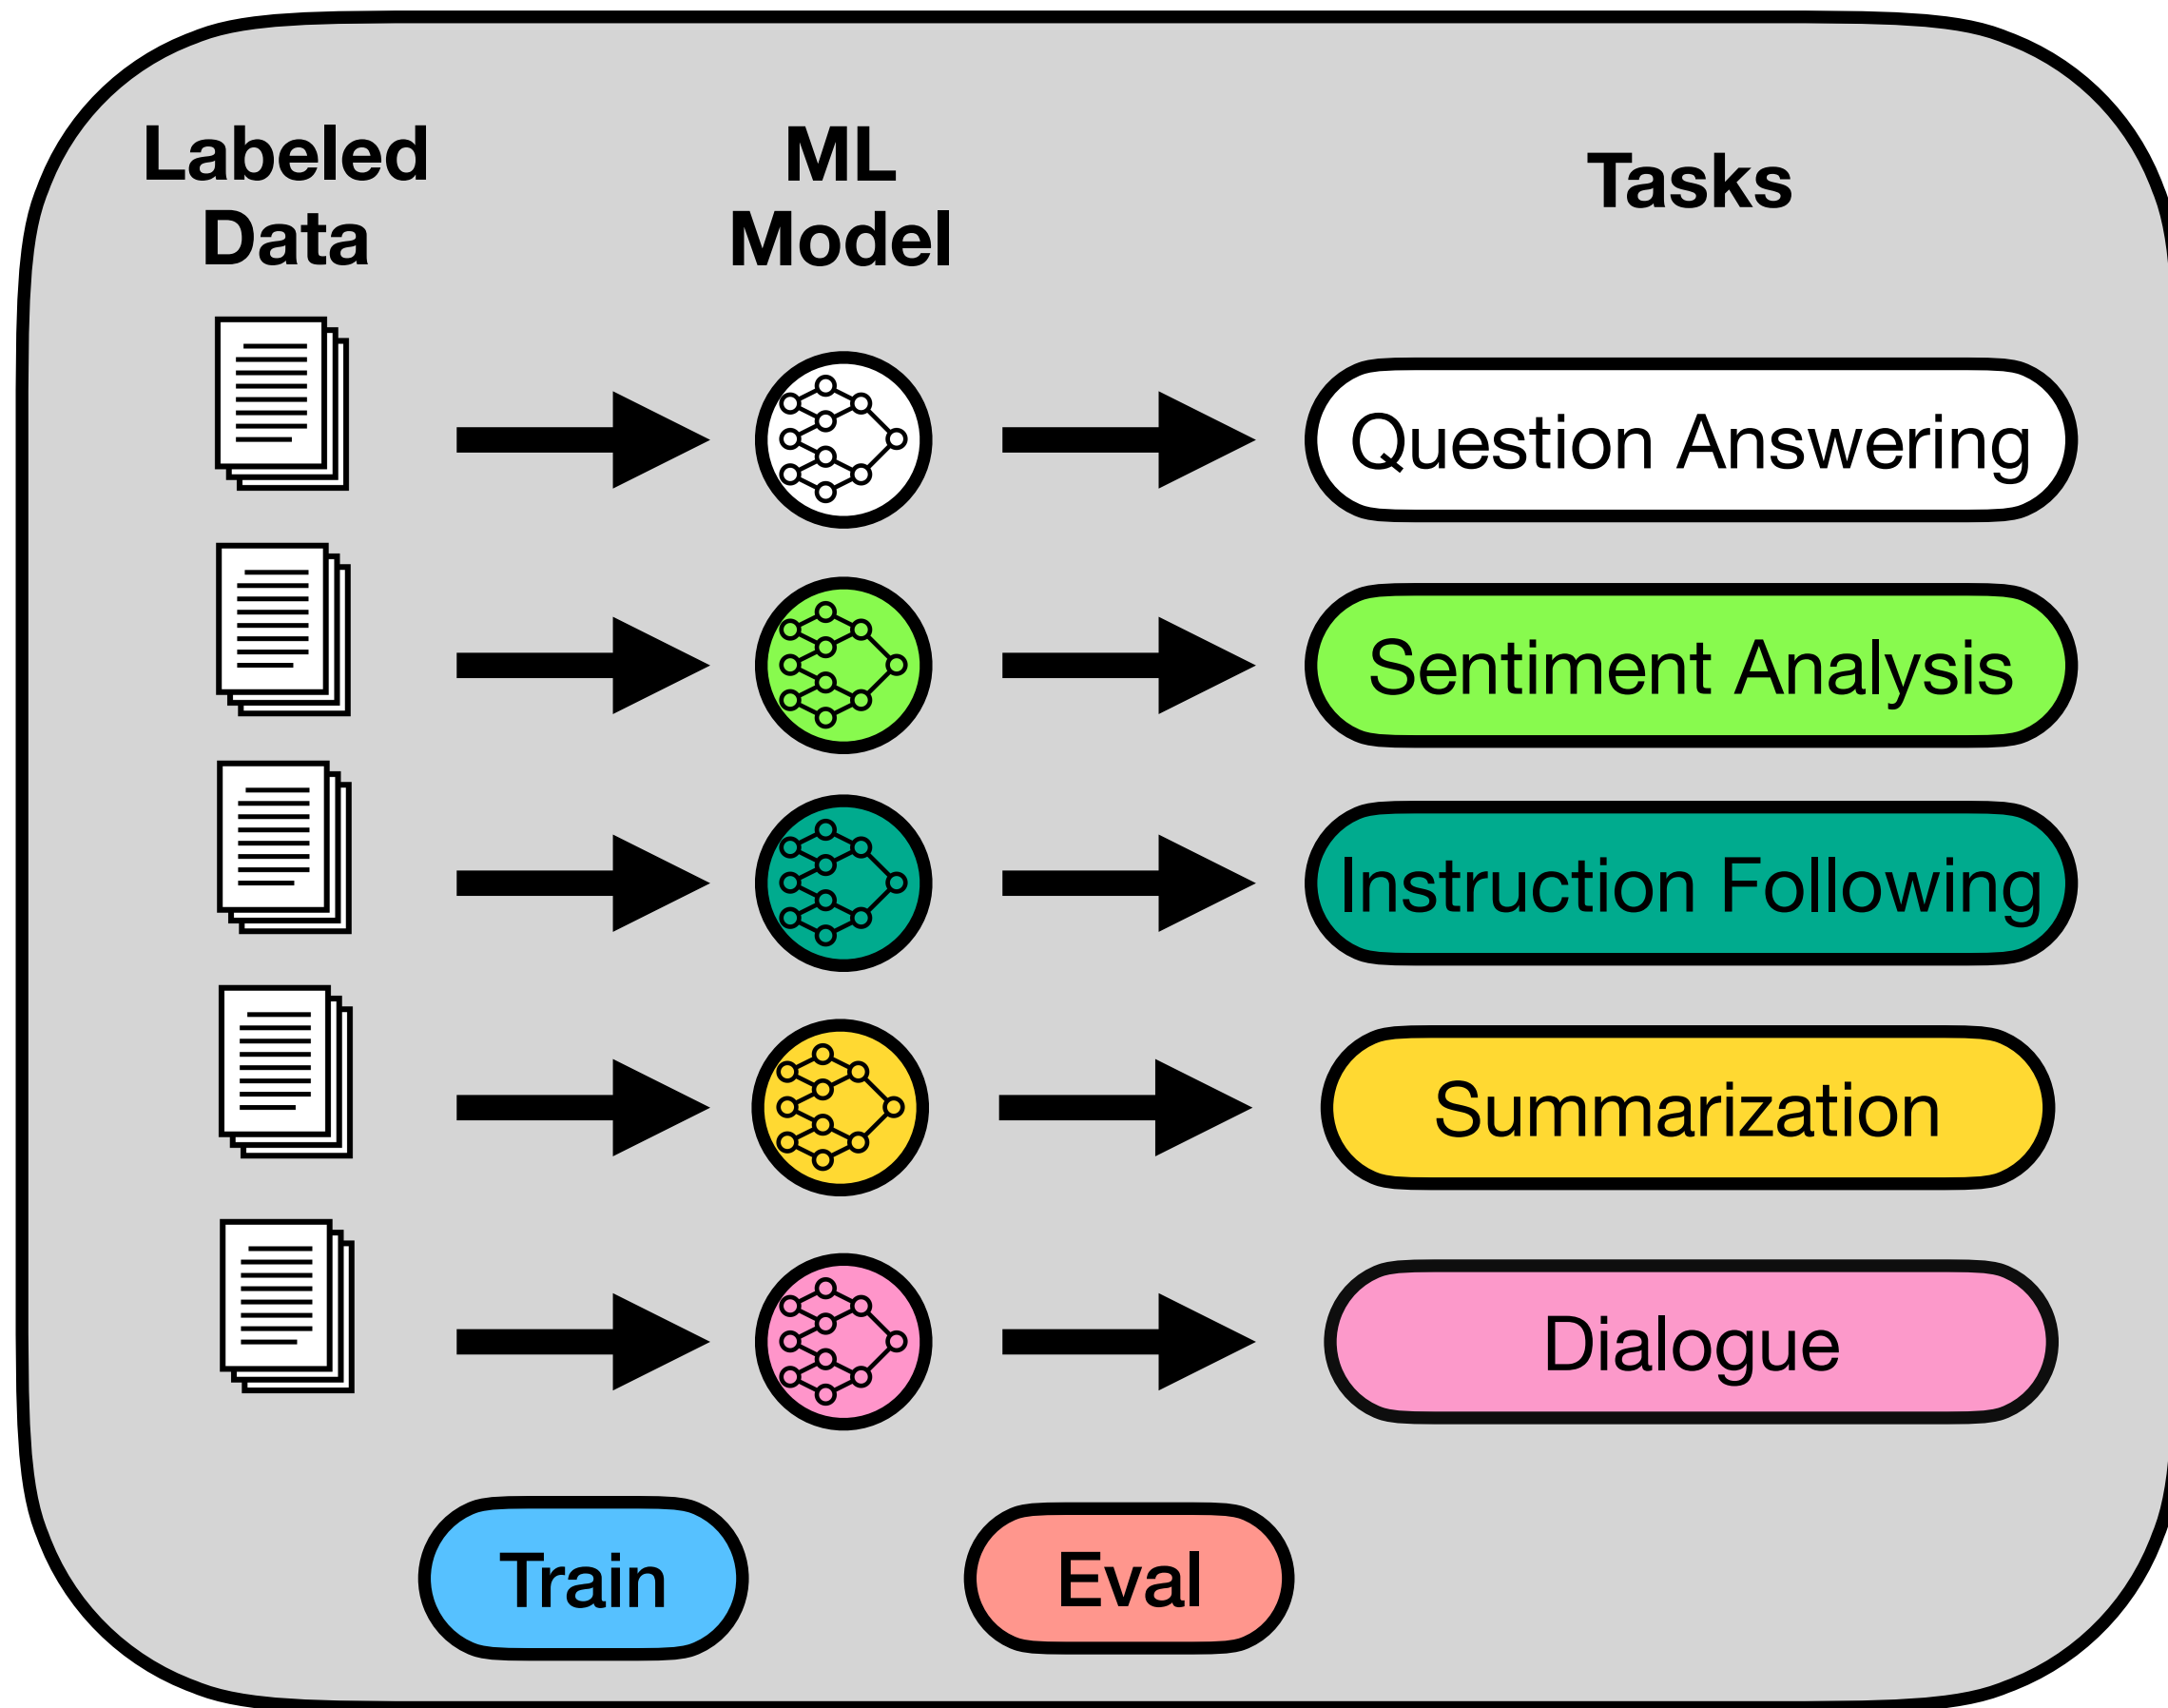 Labeled
Data
ML
Model
Tasks
Question Answering
Sentiment Analysis
Instruction Following
Summarization
Dialogue
Train
Eval